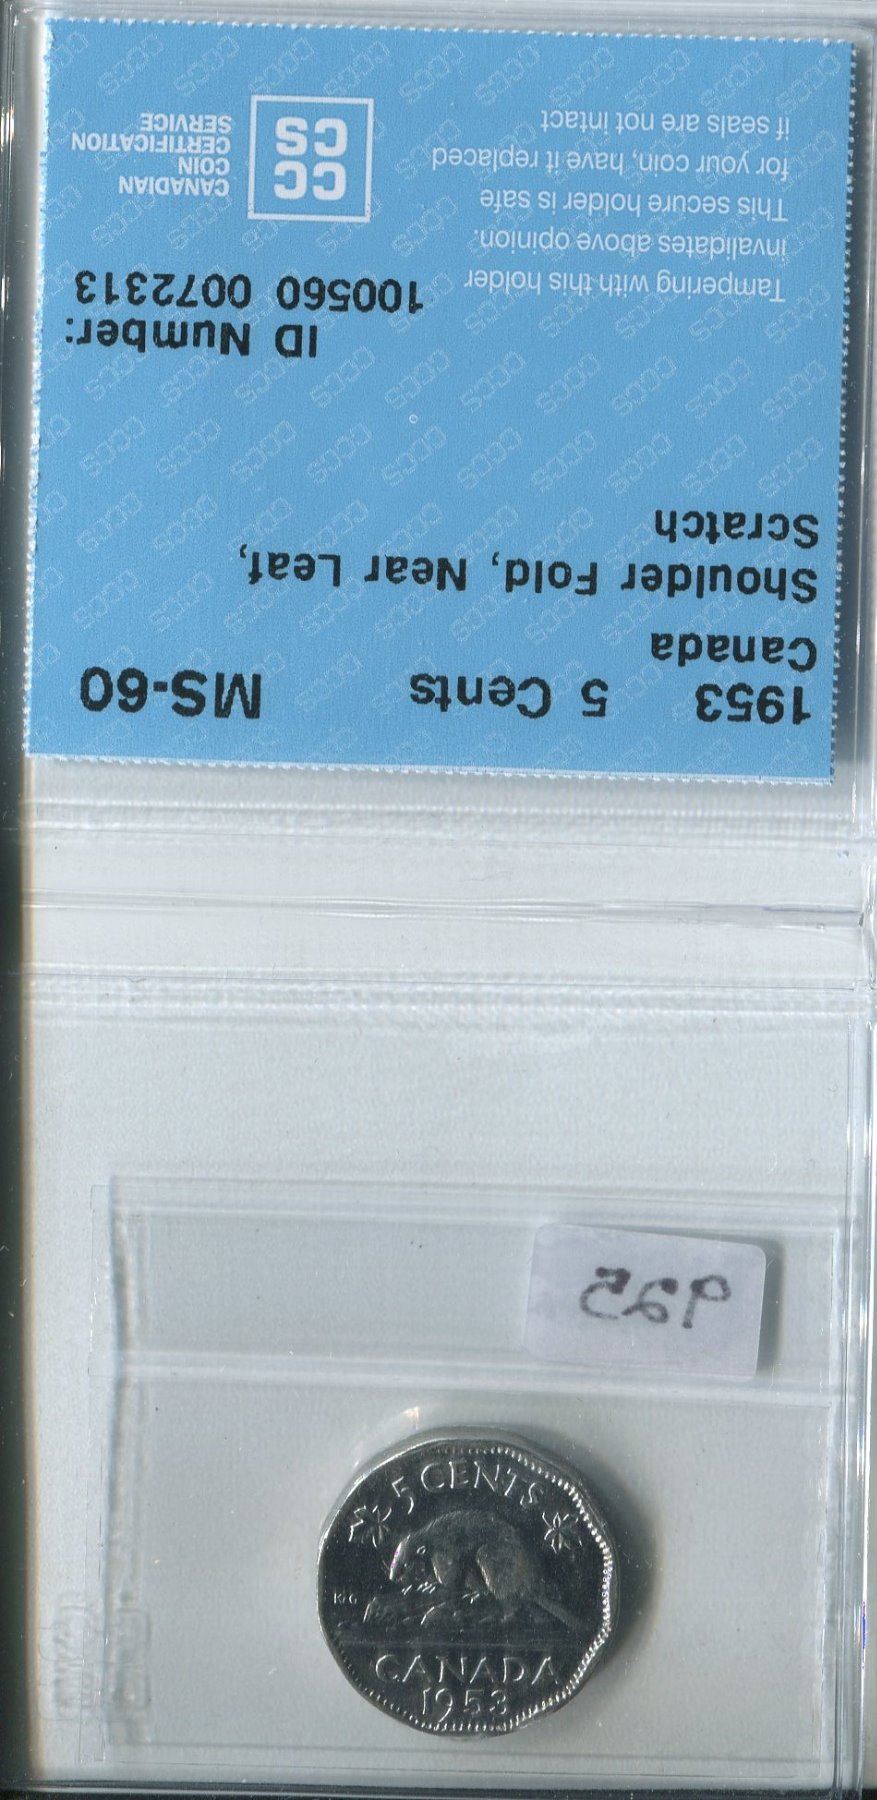 1953 5 Cents MS-60
Canada
Shoulder Fold, Near Leaf,
Scratch
ID Number:
100560 0072313
Tampering with this holder
invalidates above opinion.
This secure holder is safe
for your coin, have it replaced
if seals are not intact
CC
CS
CANADIAN
COIN
CERTIFICATION
SERVICE
925
5 CENTS
KG
CANADA
1953